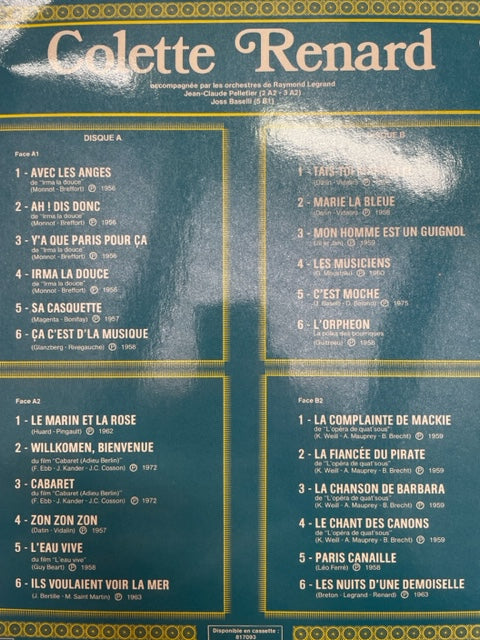 Colette Renard
accompagnée par les orchestres de Raymond Legrand
Jean-Claude Pelletier (2 A2 - 3 A2)
Joss Baselli (5 B1)
DISQUE A
Face A1
1 - AVEC LES ANGES
de "Irma la douce"
(Monnot - Breffort) Ⓟ 1956
2 - AH ! DIS DONC
de "Irma la douce"
(Monnot - Breffort) Ⓟ 1956
3 - Y'A QUE PARIS POUR ÇA
de "Irma la douce"
(Monnot - Breffort) Ⓟ 1956
4 - IRMA LA DOUCE
de "Irma la douce"
(Monnot - Breffort) Ⓟ 1956
5 - SA CASQUETTE
(Magenta - Bonifay) Ⓟ 1957
6 - ÇA C'EST D'LA MUSIQUE
(Glanzberg - Rivegauche) Ⓟ 1958
DISQUE B
1 - TAIS-TOI
(Datin - Vidalin) Ⓟ
2 - MARIE LA BLEUE
(Datin - Vidalin) Ⓟ 1958
3 - MON HOMME EST UN GUIGNOL
Ⓟ 1959
4 - LES MUSICIENS
(G. Moustaki) Ⓟ 1960
5 - C'EST MOCHE
(J. Baselli - D. Bonaud) Ⓟ 1975
6 - L'ORPHEON
Ⓟ 1958
Face A2
1 - LE MARIN ET LA ROSE
(Huard - Pingault) Ⓟ 1962
2 - WILLKOMEN, BIENVENUE
du film "Cabaret (Adieu Berlin)"
(F. Ebb - J. Kander - J.C. Cosson) Ⓟ 1972
3 - CABARET
du film "Cabaret (Adieu Berlin)"
(F. Ebb - J. Kander - J.C. Cosson) Ⓟ 1972
4 - ZON ZON ZON
(Datin - Vidalin) Ⓟ 1957
5 - L'EAU VIVE
du film "L'eau vive"
(Guy Beart) Ⓟ 1958
6 - ILS VOULAIENT VOIR LA MER
(J. Bertille - M. Saint Martin) Ⓟ 1963
Face B2
1 - LA COMPLAINTE DE MACKIE
de "L'opéra de quat'sous"
(K. Weill - A. Mauprey - B. Brecht) Ⓟ 1959
2 - LA FIANCÉE DU PIRATE
de "L'opéra de quat'sous"
(K. Weill - A. Mauprey - B. Brecht) Ⓟ 1959
3 - LA CHANSON DE BARBARA
de "L'opéra de quat'sous"
(K. Weill - A. Mauprey - B. Brecht) Ⓟ 1959
4 - LE CHANT DES CANONS
de "L'opéra de quat'sous"
(K. Weill - A. Mauprey - B. Brecht) Ⓟ 1959
5 - PARIS CANAILLE
(Léo Ferré) Ⓟ 1958
6 - LES NUITS D'UNE DEMOISELLE
(Breton - Legrand - Renard) Ⓟ 1963
Disponible en cassette :
817093